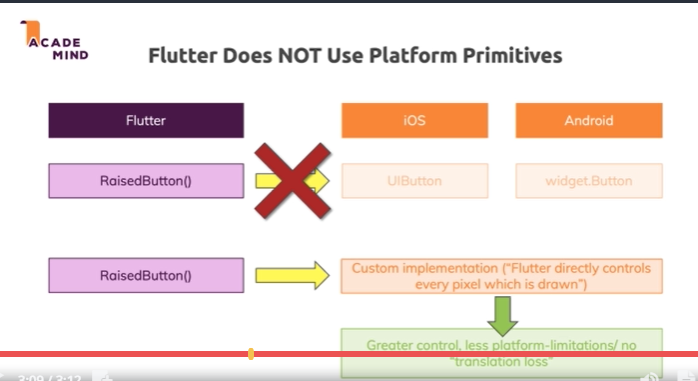 ACADE
MIND
Flutter Does NOT Use Platform Primitives
Flutter
iOS
Android
RaisedButton()
UIButton
widget.Button
RaisedButton()
Custom implementation ("Flutter directly controls
every pixel which is drawn")
Greater control, less platform-limitations/ no
"translation loss"
3:09 / 3:12